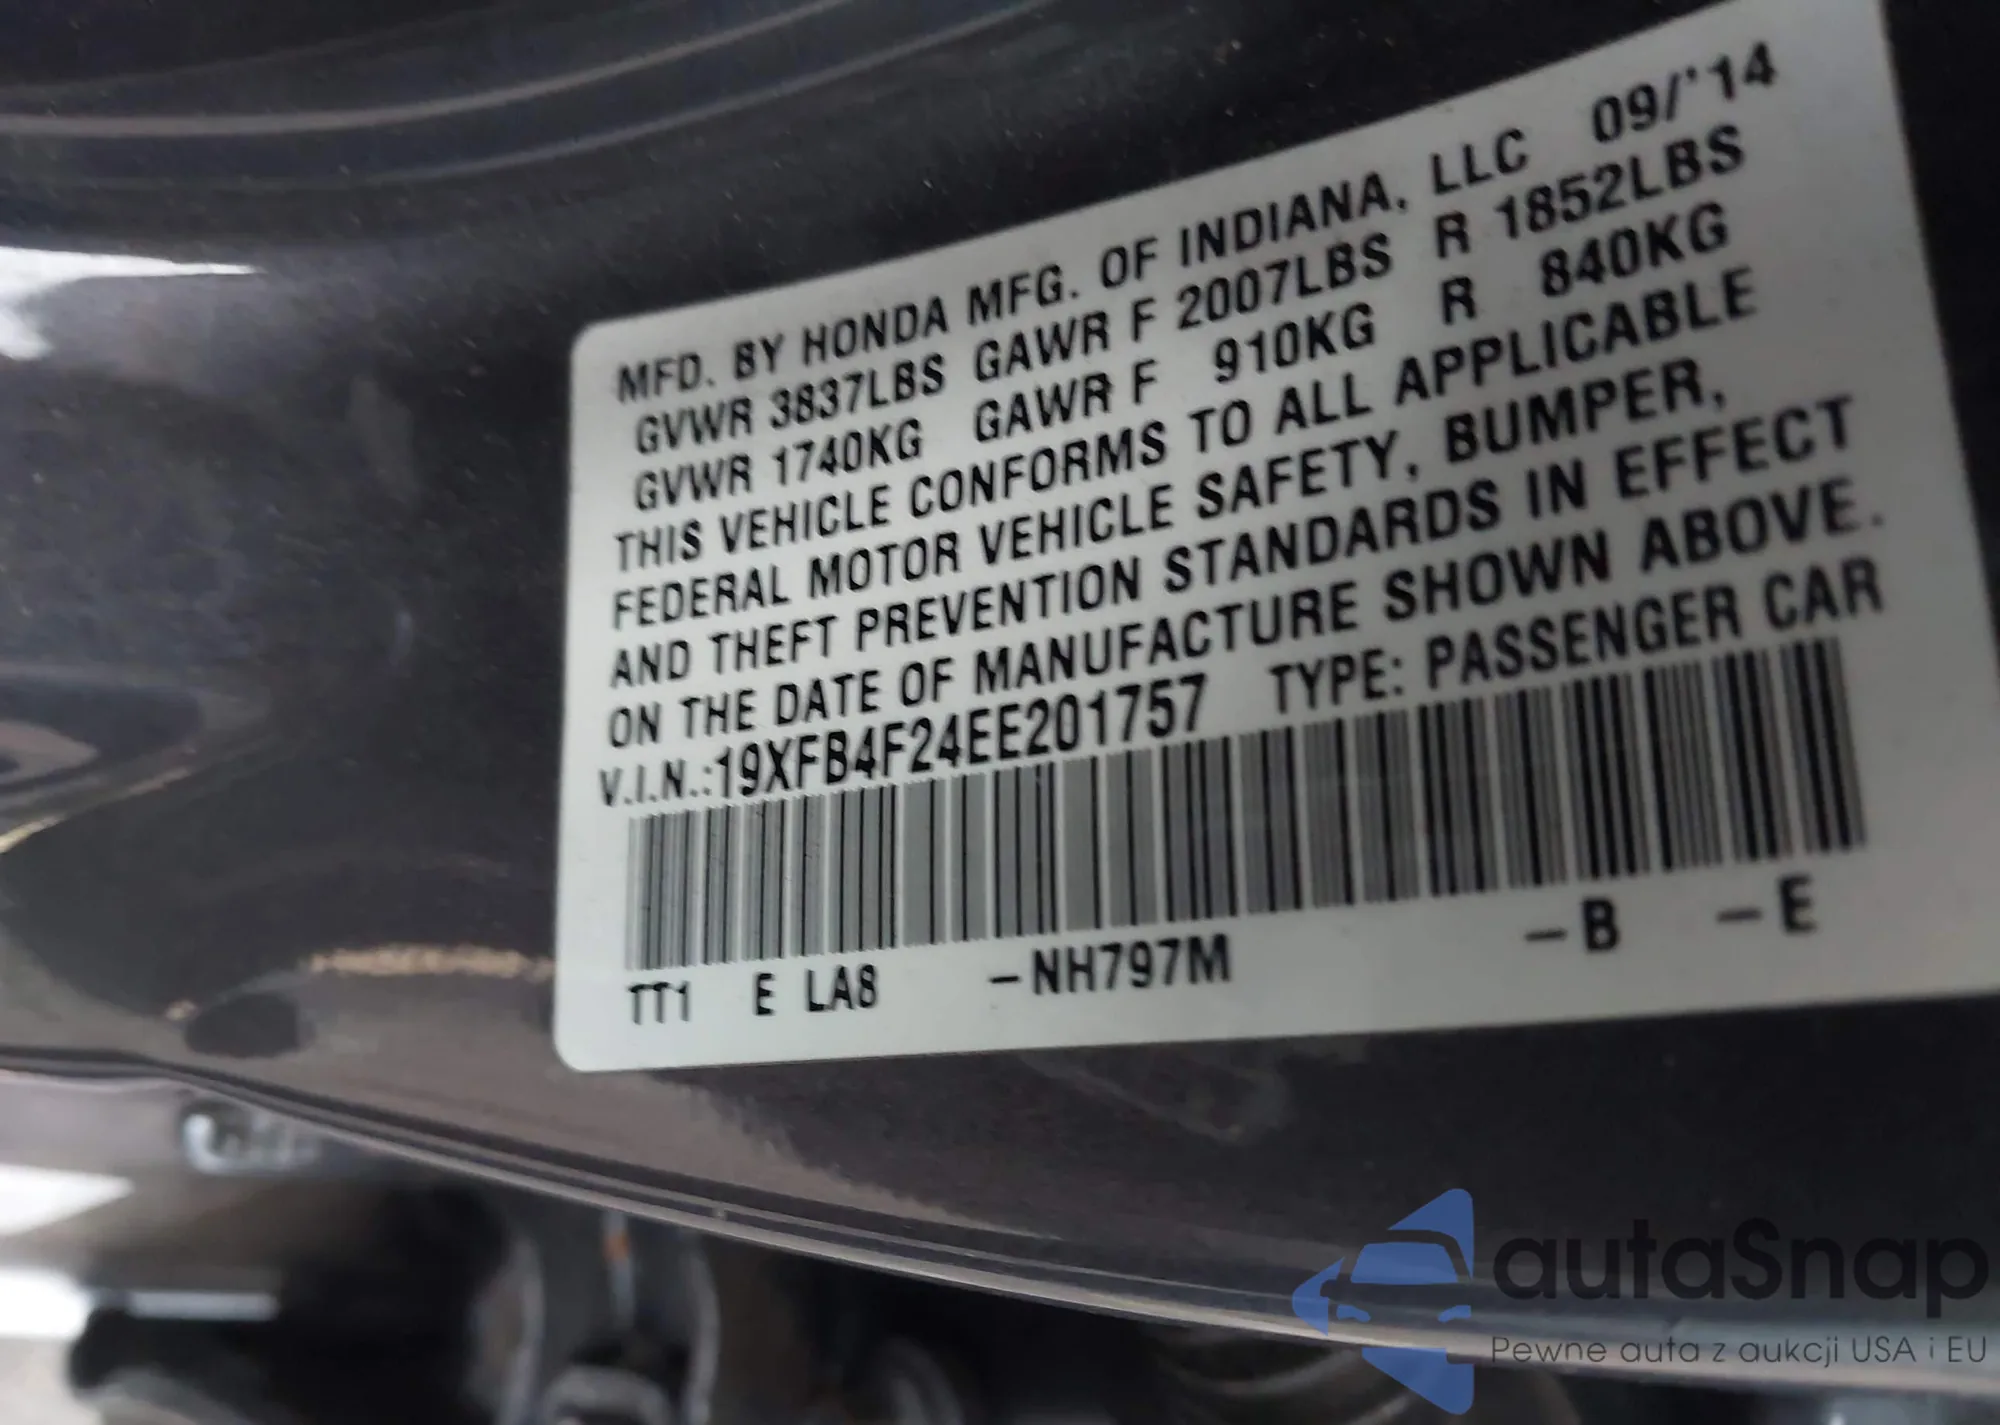 MFD. BY HONDA MFG. OF INDIANA, LLC 09/'14
GVWR 3837LBS GAWR F 2007LBS R 1852LBS
GVWR 1740KG GAWR F 910KG R 840KG
THIS VEHICLE CONFORMS TO ALL APPLICABLE
FEDERAL MOTOR VEHICLE SAFETY, BUMPER,
AND THEFT PREVENTION STANDARDS IN EFFECT
ON THE DATE OF MANUFACTURE SHOWN ABOVE.
V.I.N.:19XFB4F24EE201757 TYPE: PASSENGER CAR
TT1 E LA8 –NH797M –B –E
autaSnap
Pewne auta z aukcji USA i EU